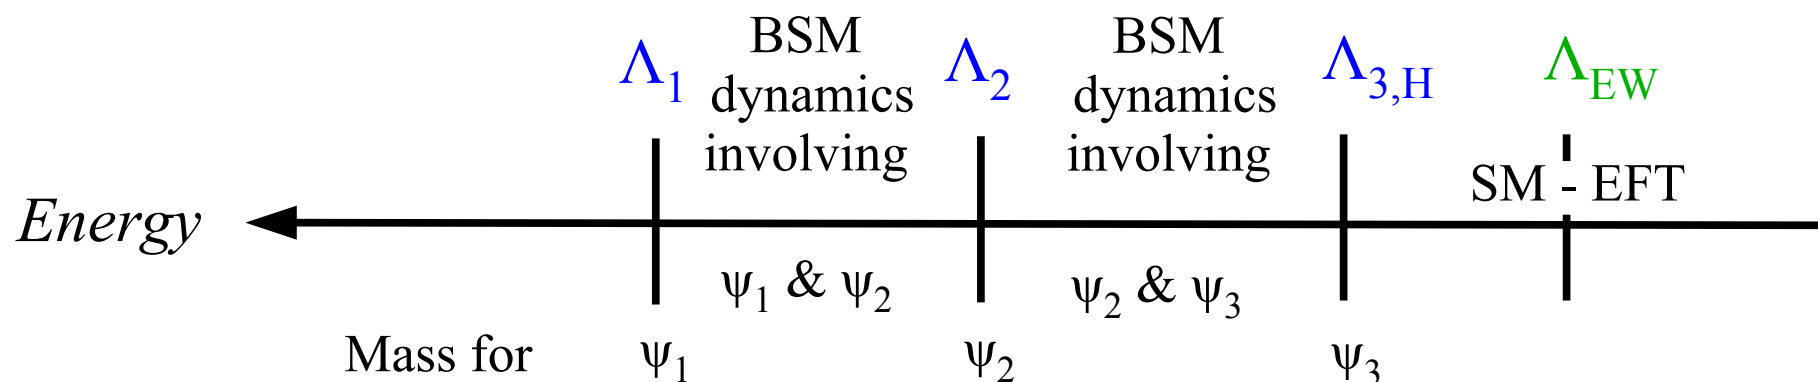 Λ1 BSM dynamics involving Λ2 BSM dynamics involving Λ3,H ΛEW
SM - EFT
Energy
ψ1 & ψ2 ψ2 & ψ3
Mass for ψ1 ψ2 ψ3